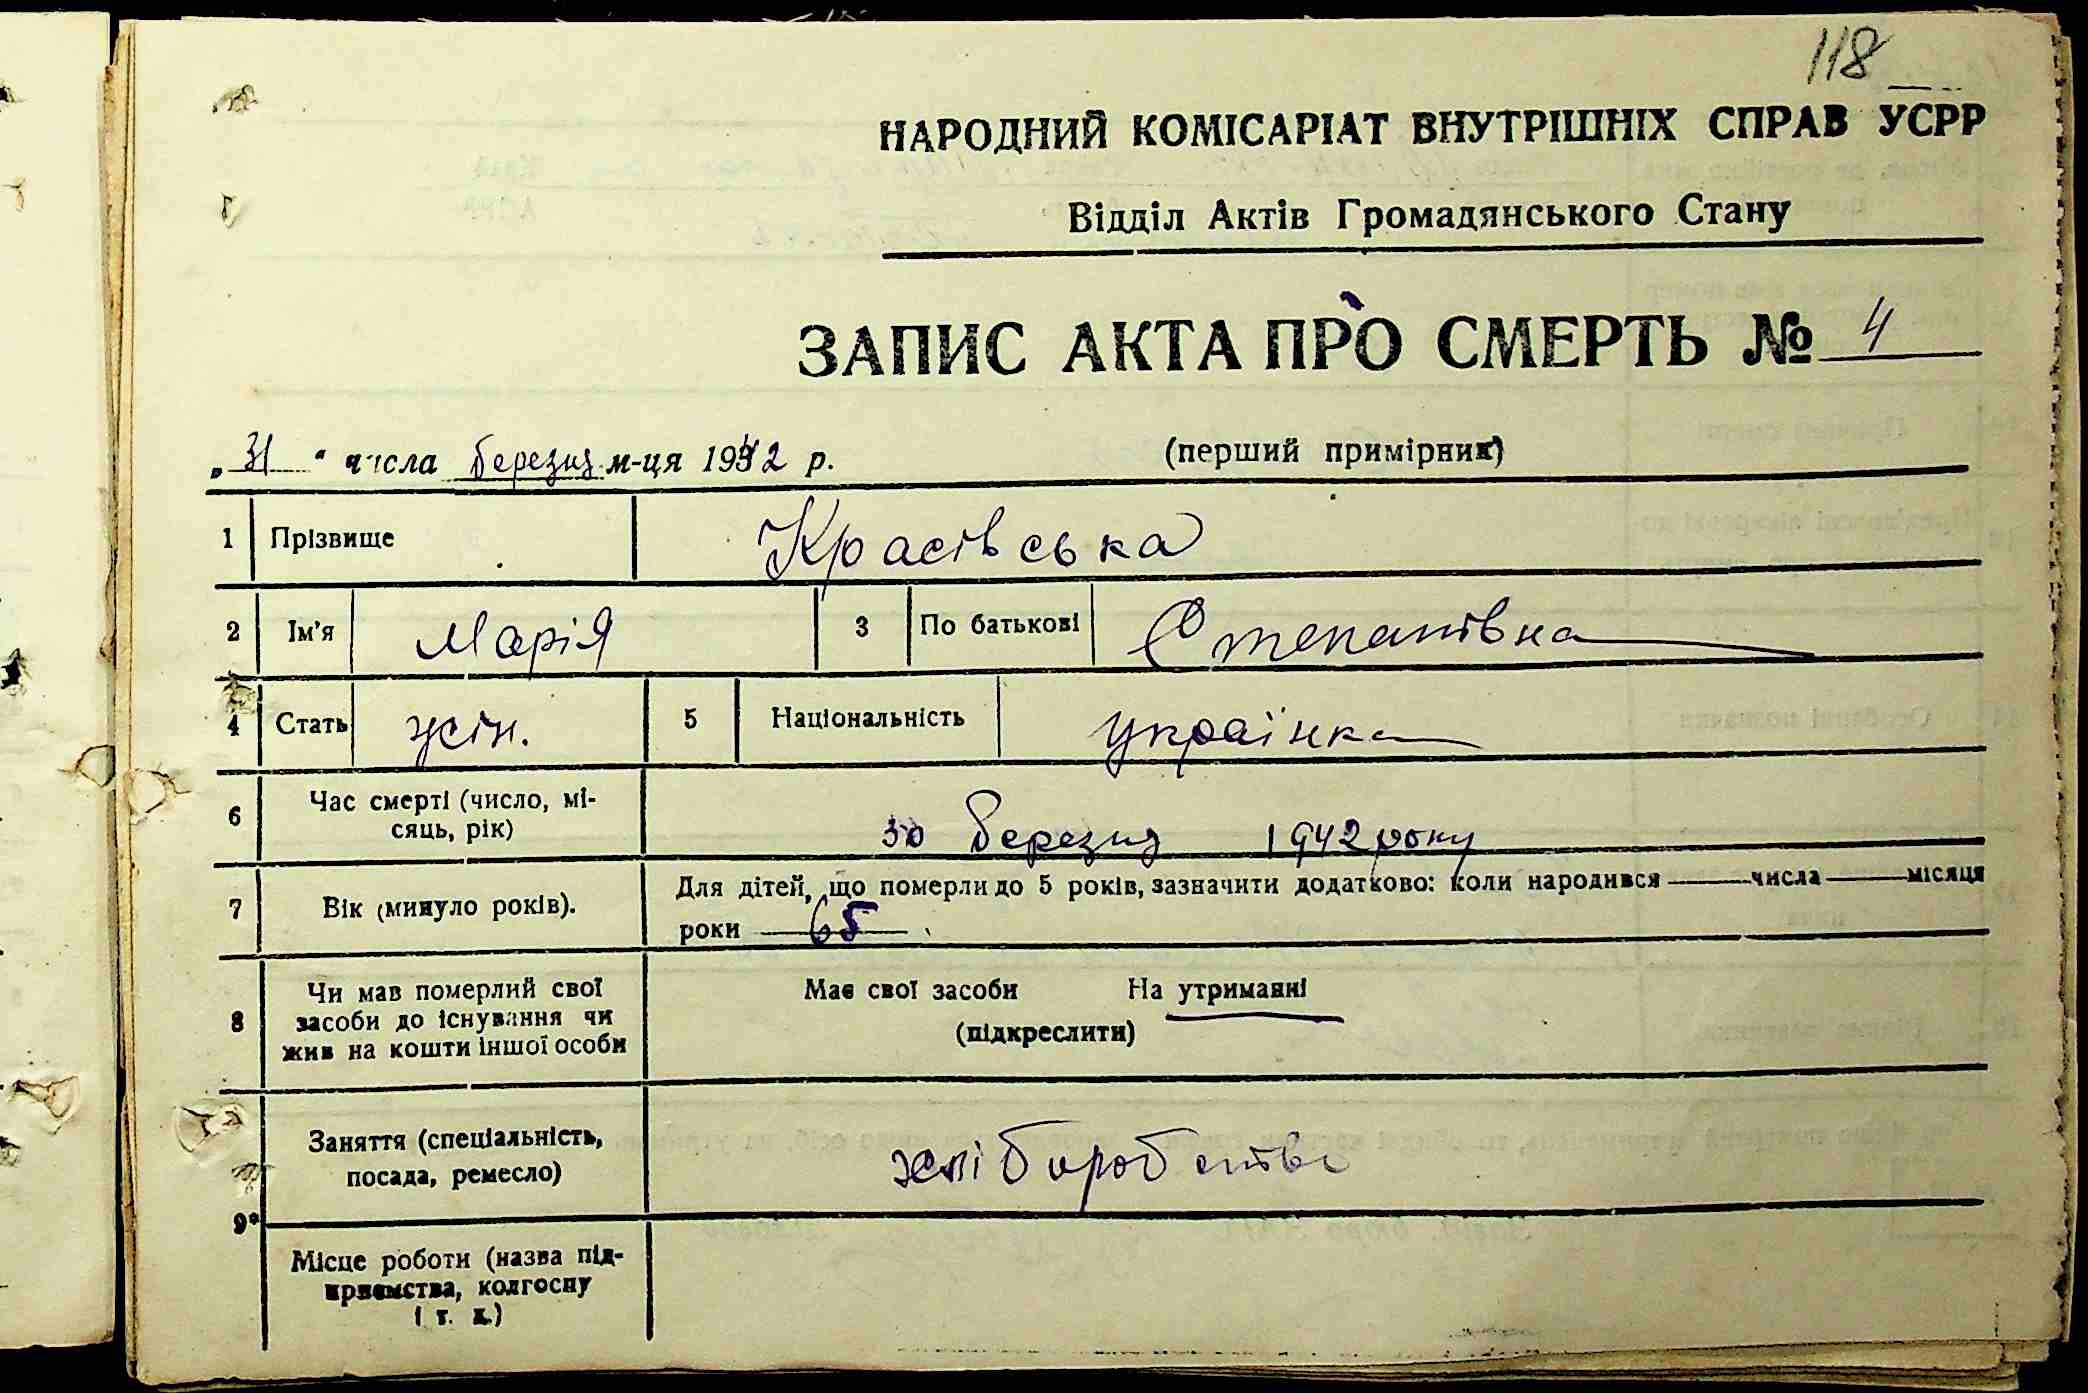 118
НАРОДНИЙ КОМІСАРІАТ ВНУТРІШНІХ СПРАВ УСРР
Відділ Актів Громадянського Стану
ЗАПИС АКТА ПРО СМЕРТЬ № 4
„31“ числа березня м-ця 1942 р. (перший примірник)
1 Прізвище Красівська
2 Ім'я Марія 3 По батькові Степанівна
4 Стать жін. 5 Національність українка
6 Час смерті (число, мі-
сяць, рік) 30 березня 1942 року
7 Вік (минуло років). Для дітей, що померли до 5 років, зазначити додатково: коли народився числа місяця
роки 65
8 Чи мав померлий свої
засоби до існування чи
жив на кошти іншої особи
Має свої засоби На утриманні
(підкреслити)
9* Заняття (спеціальність,
посада, ремесло) хліборобство
Місце роботи (назва під-
приємства, колгоспу
і т. д.)